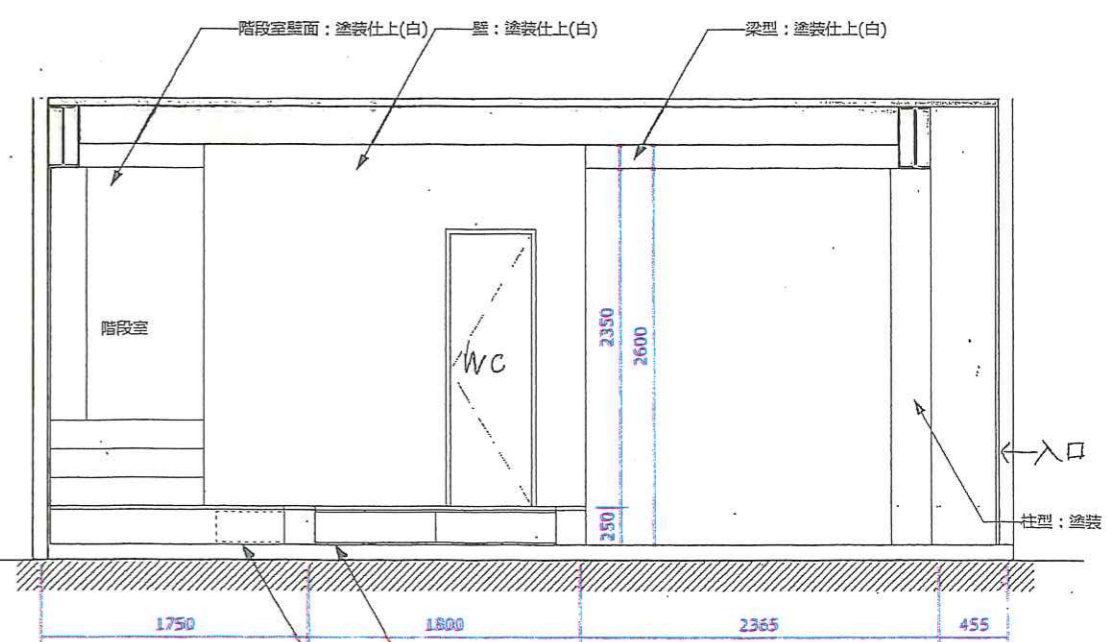 階段室壁面：塗装仕上(白)
壁：塗装仕上(白)
梁型：塗装仕上(白)
階段室
WC
2350
2600
250
入口
柱型：塗装
1750
1800
2365
455